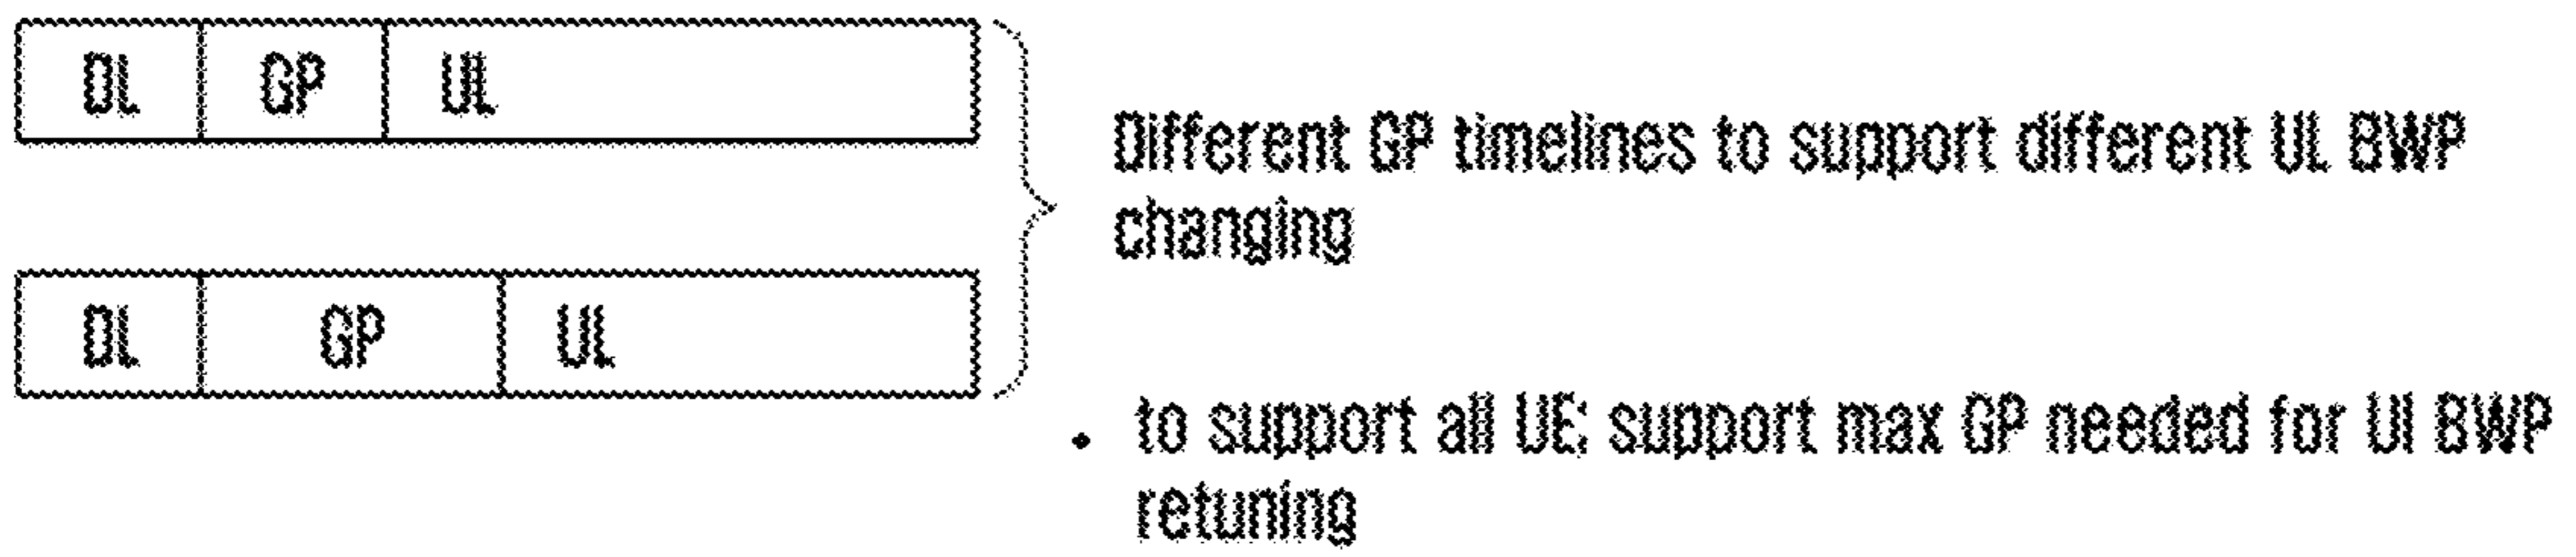 DL GP UL
Different GP timelines to support different UL BWP
changing
DL GP UL
• to support all UE; support max GP needed for Ul BWP
retuning